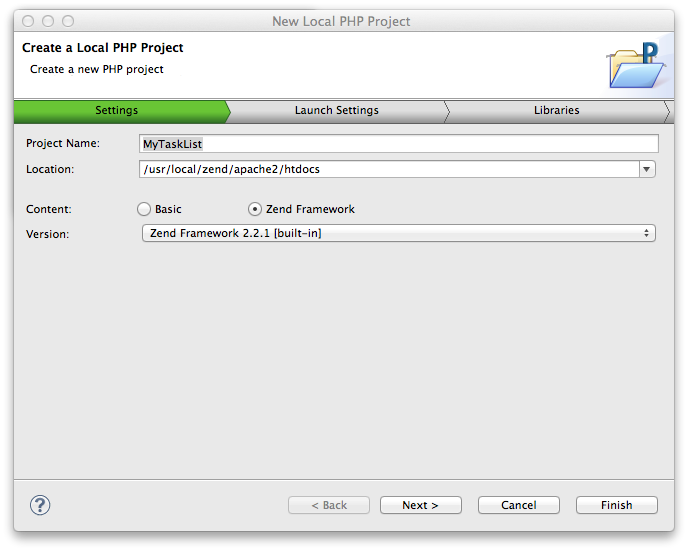 New Local PHP Project
Create a Local PHP Project
Create a new PHP project
P
Settings Launch Settings Libraries
Project Name: MyTaskList
Location: /usr/local/zend/apache2/htdocs
Content: Basic Zend Framework
Version: Zend Framework 2.2.1 [built-in]
? < Back Next > Cancel Finish